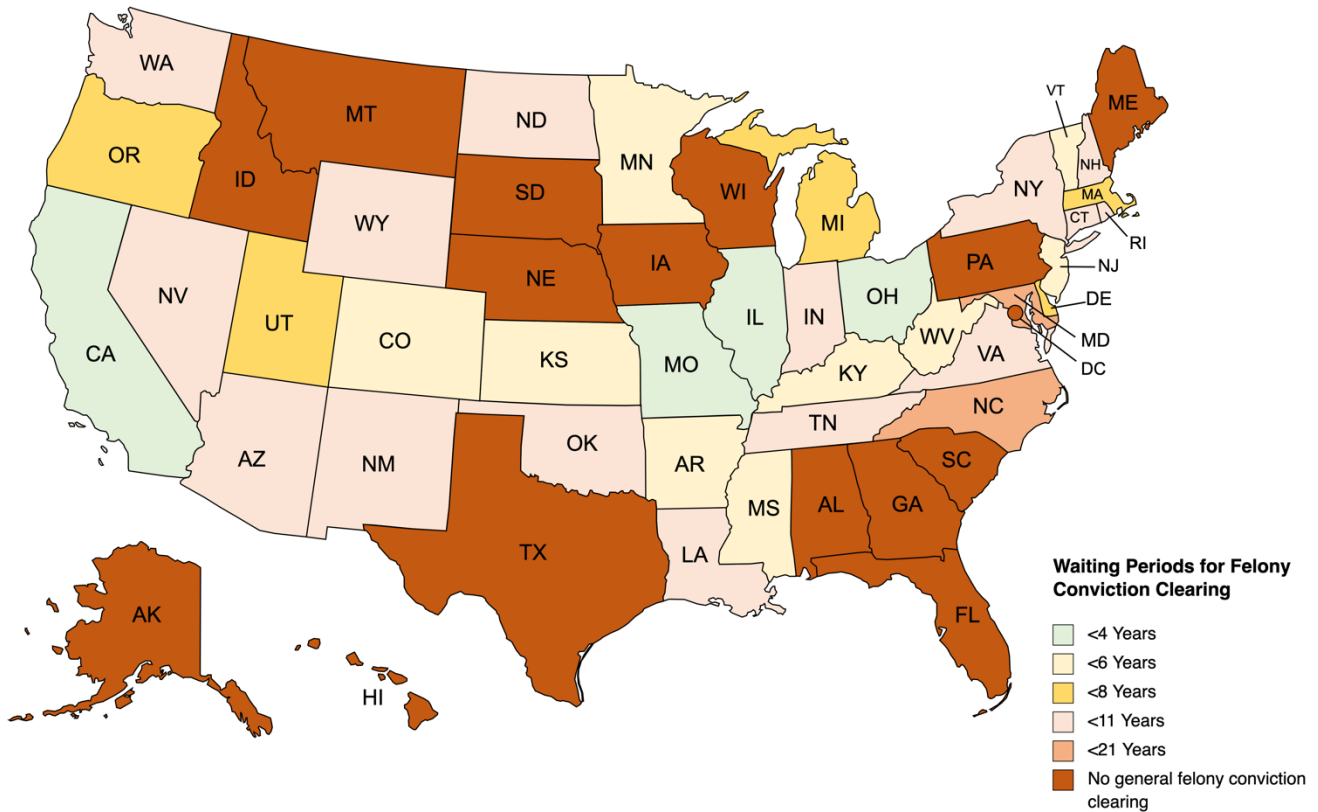 WA
MT
ND
MN
VT
ME
OR
ID
SD
WI
MI
NY
NH
MA
CT
RI
WY
NE
IA
PA
NJ
NV
UT
CO
IL
IN
OH
DE
MD
DC
CA
KS
MO
KY
WV
VA
AZ
NM
OK
AR
TN
NC
SC
TX
LA
MS
AL
GA
FL
AK
HI
Waiting Periods for Felony
Conviction Clearing
<4 Years
<6 Years
<8 Years
<11 Years
<21 Years
No general felony conviction
clearing